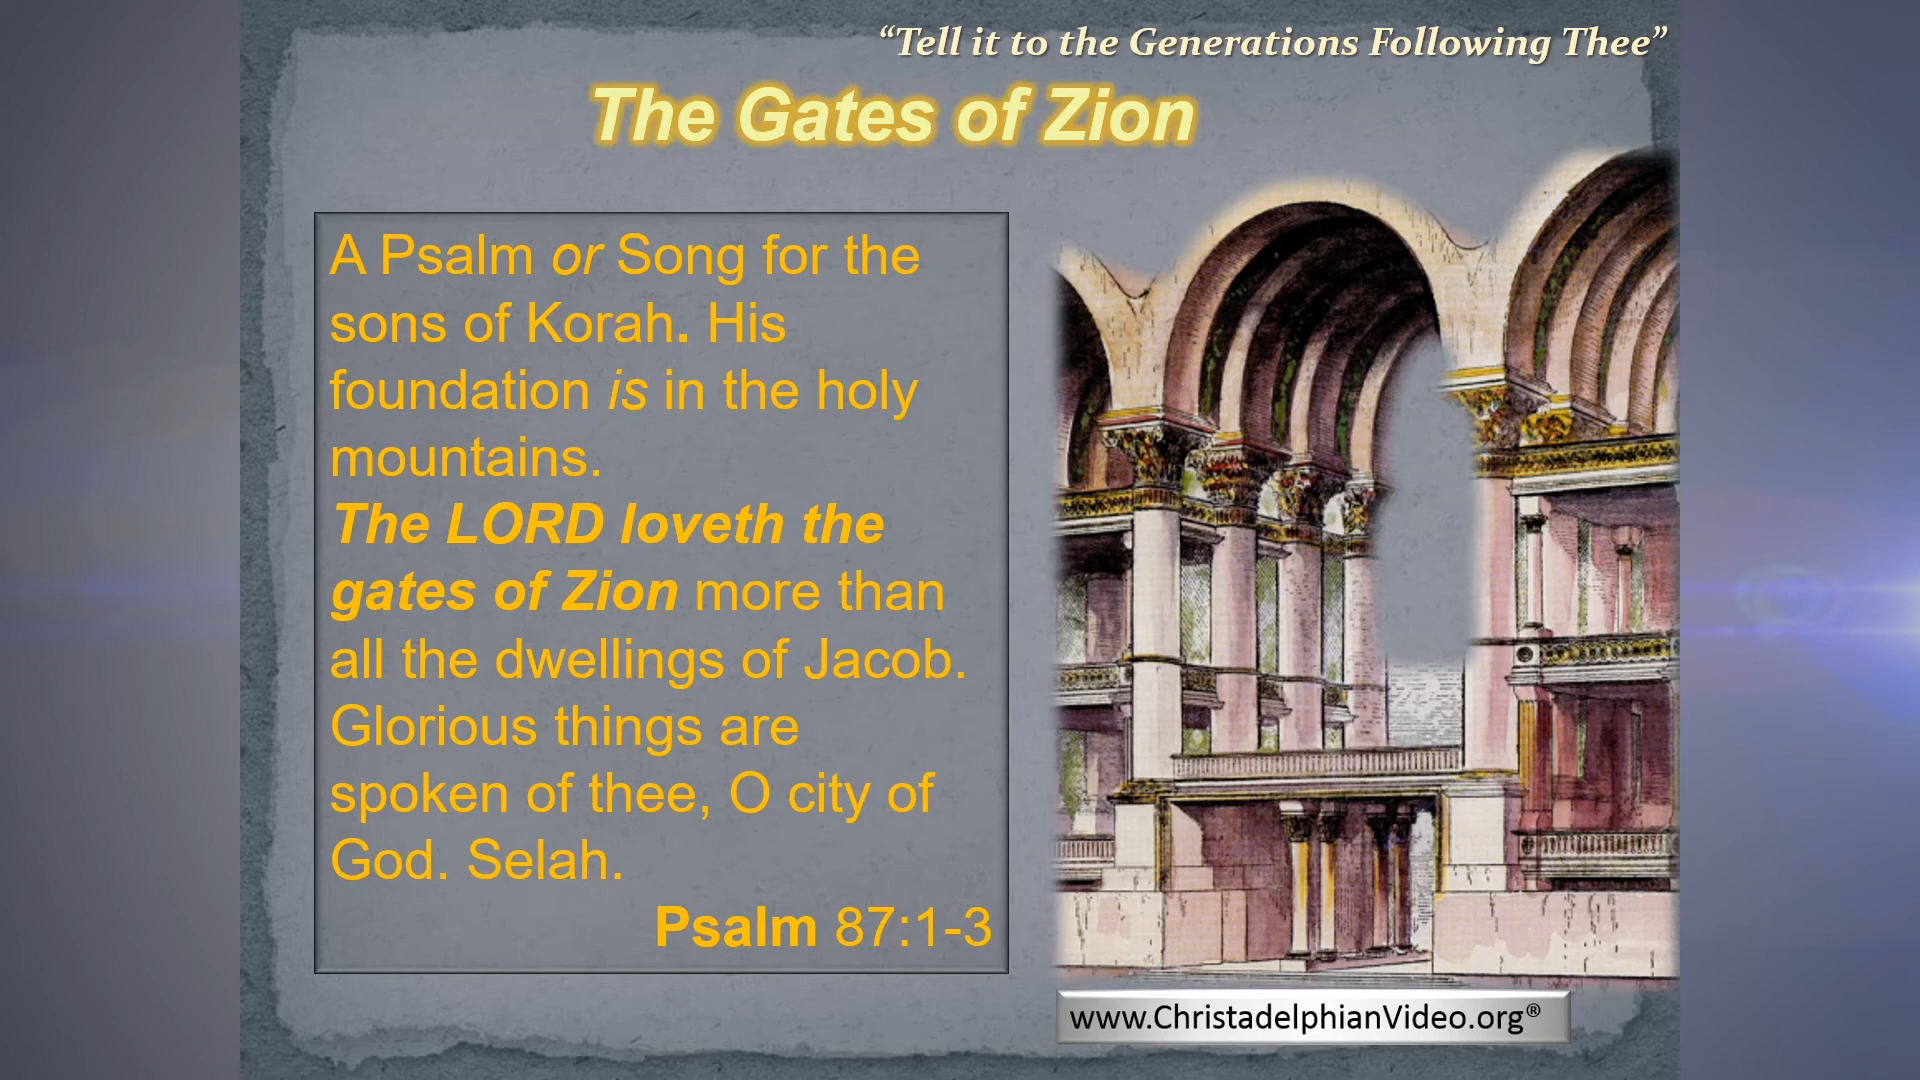 “Tell it to the Generations Following Thee”
The Gates of Zion
A Psalm or Song for the
sons of Korah. His
foundation is in the holy
mountains.
The LORD loveth the
gates of Zion more than
all the dwellings of Jacob.
Glorious things are
spoken of thee, O city of
God. Selah.
Psalm 87:1-3
www.ChristadelphianVideo.org®